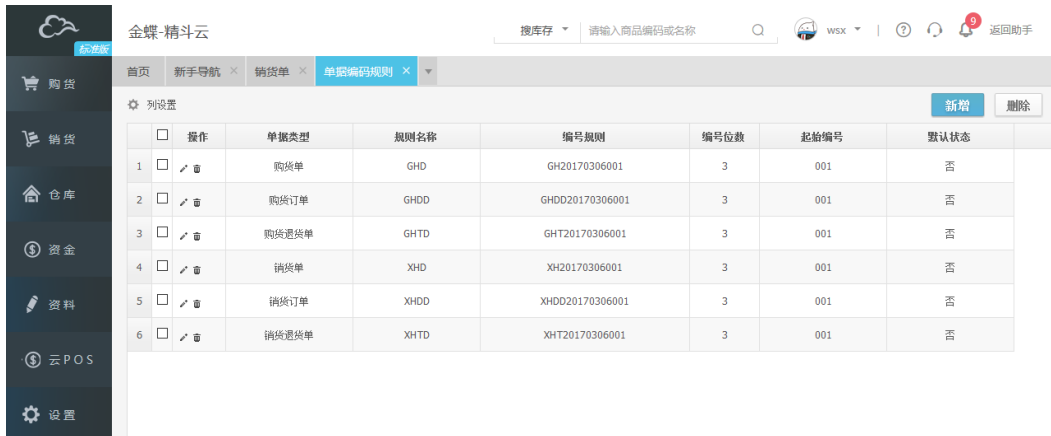 标准版
金蝶-精斗云 搜库存 请输入商品编码或名称 wsx 9 返回助手
首页 新手导航 销货单 单据编码规则
列设置 新增 删除
购货
销货
仓库
资金
资料
云POS
设置
操作 单据类型 规则名称 编号规则 编号位数 起始编号 默认状态
1 购货单 GHD GH20170306001 3 001 否
2 购货订单 GHDD GHDD20170306001 3 001 否
3 购货退货单 GHTD GHT20170306001 3 001 否
4 销货单 XHD XH20170306001 3 001 否
5 销货订单 XHDD XHDD20170306001 3 001 否
6 销货退货单 XHTD XHT20170306001 3 001 否